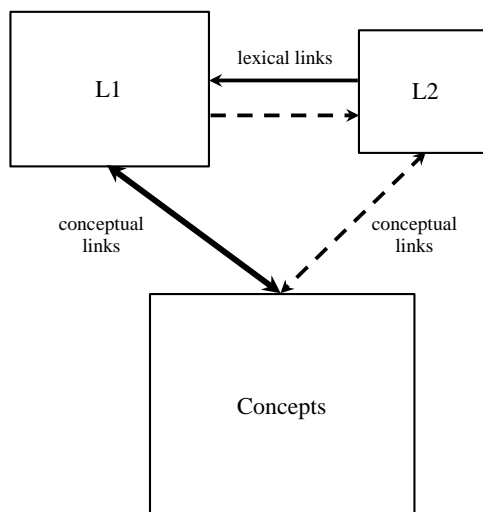 lexical links
L1
L2
conceptual
links
conceptual
links
Concepts